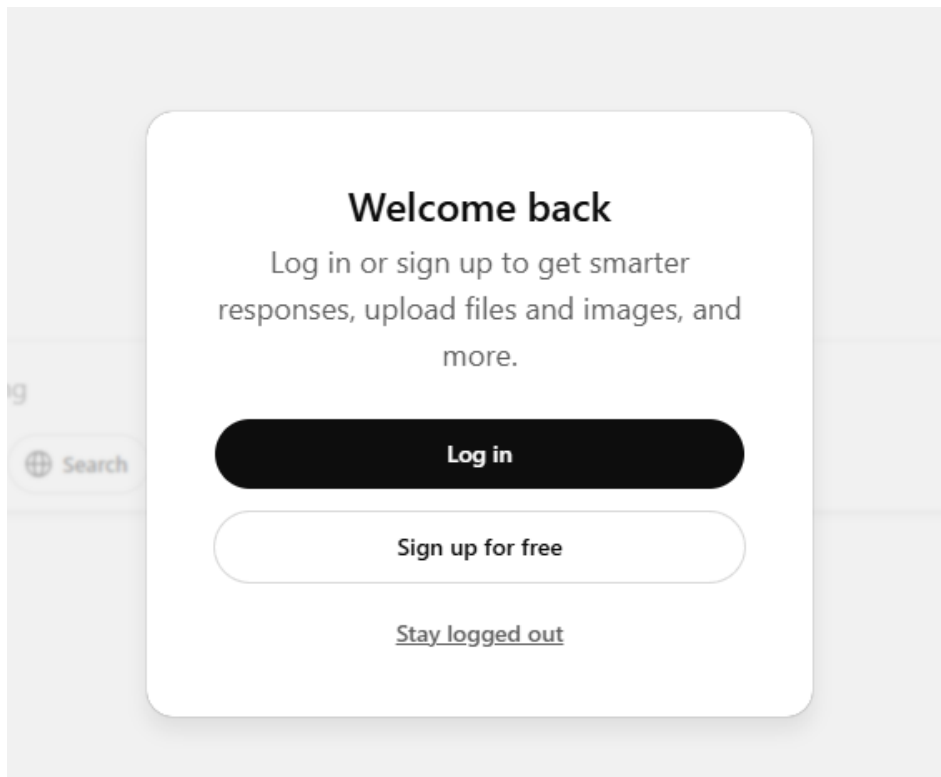 Welcome back
Log in or sign up to get smarter
responses, upload files and images, and
more.
Search
Log in
Sign up for free
Stay logged out